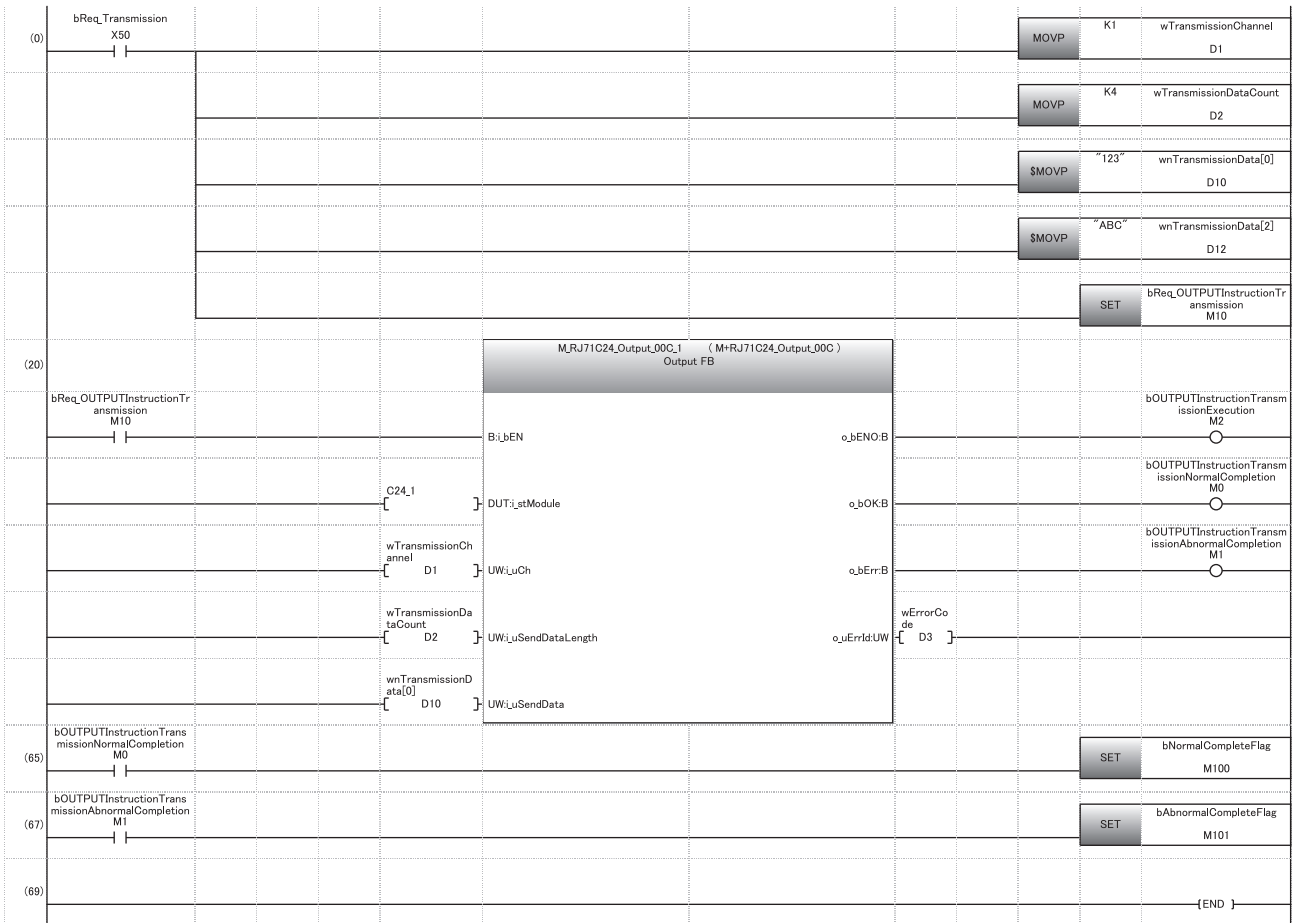 bReq_Transmission
(0)
X50
MOVP
K1
wTransmissionChannel
D1
MOVP
K4
wTransmissionDataCount
D2
$MOVP
"123"
wnTransmissionData[0]
D10
$MOVP
"ABC"
wnTransmissionData[2]
D12
SET
bReq_OUTPUTInstructionTr
ansmission
M10
(20)
M_RJ71C24_Output_00C_1 ( M+RJ71C24_Output_00C )
Output FB
bReq_OUTPUTInstructionTr
ansmission
M10
B:i_bEN
o_bENO:B
bOUTPUTInstructionTransm
issionExecution
M2
C24_1
DUT:i_stModule
o_bOK:B
bOUTPUTInstructionTransm
issionNormalCompletion
M0
wTransmissionCh
annel
D1
UW:i_uCh
o_bErr:B
bOUTPUTInstructionTransm
issionAbnormalCompletion
M1
wTransmissionDa
taCount
D2
UW:i_uSendDataLength
o_uErrId:UW
wErrorCo
de
D3
wnTransmissionD
ata[0]
D10
UW:i_uSendData
(65)
bOUTPUTInstructionTrans
missionNormalCompletion
M0
SET
bNormalCompleteFlag
M100
(67)
bOUTPUTInstructionTrans
missionAbnormalCompletion
M1
SET
bAbnormalCompleteFlag
M101
(69)
[END ]